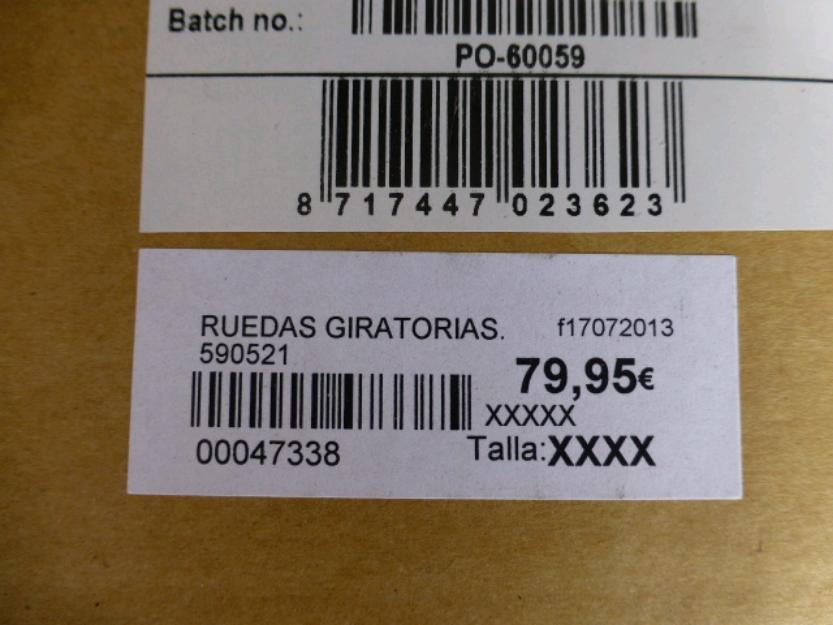 Batch no.:
PO-60059
8 717447 023623
RUEDAS GIRATORIAS. f17072013
590521
79,95€
XXXXX
00047338 Talla:XXXX